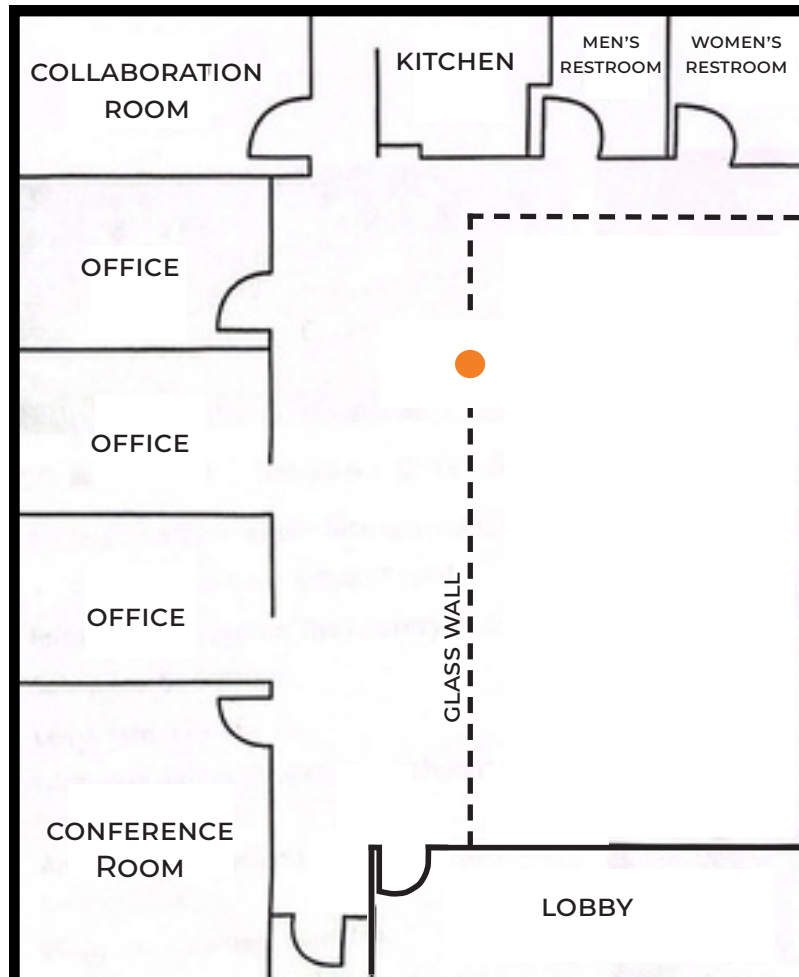 COLLABORATION
ROOM
KITCHEN
MEN'S
RESTROOM
WOMEN'S
RESTROOM
OFFICE
OFFICE
OFFICE
GLASS WALL
CONFERENCE
ROOM
LOBBY